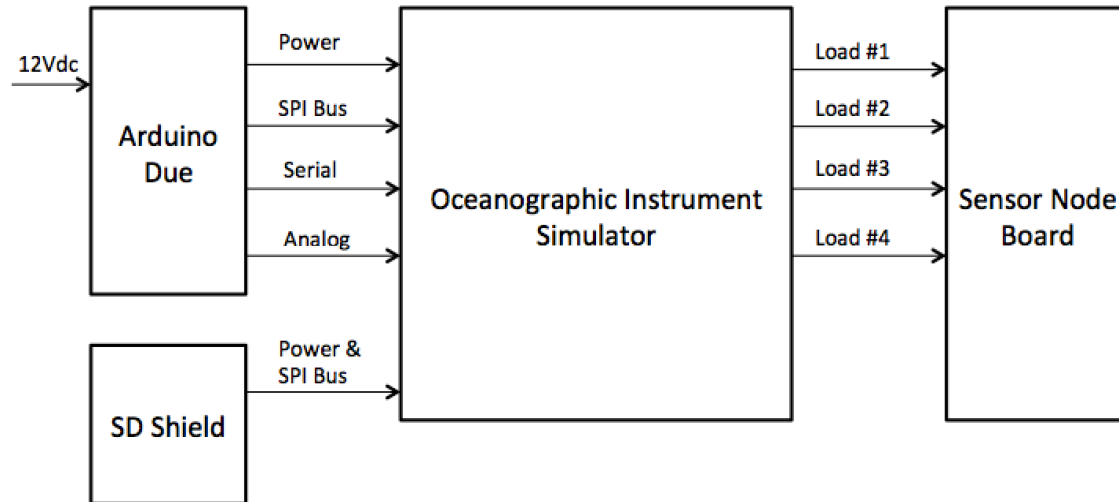 12Vdc
Arduino
Due
Power
SPI Bus
Serial
Analog
SD Shield
Power &
SPI Bus
Oceanographic Instrument
Simulator
Load #1
Load #2
Load #3
Load #4
Sensor Node
Board